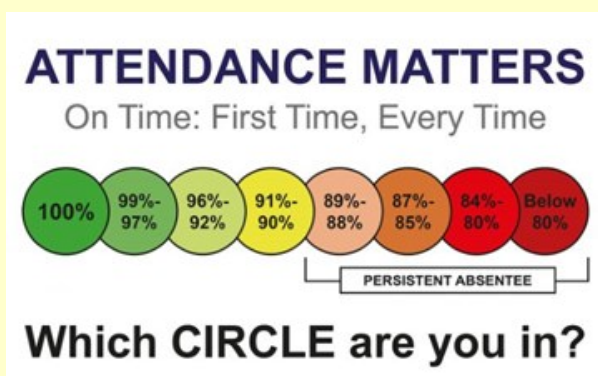 ATTENDANCE MATTERS
On Time: First Time, Every Time
100%
99%-
97%
96%-
92%
91%-
90%
89%-
88%
87%-
85%
84%-
80%
Below
80%
PERSISTENT ABSENTEE
Which CIRCLE are you in?